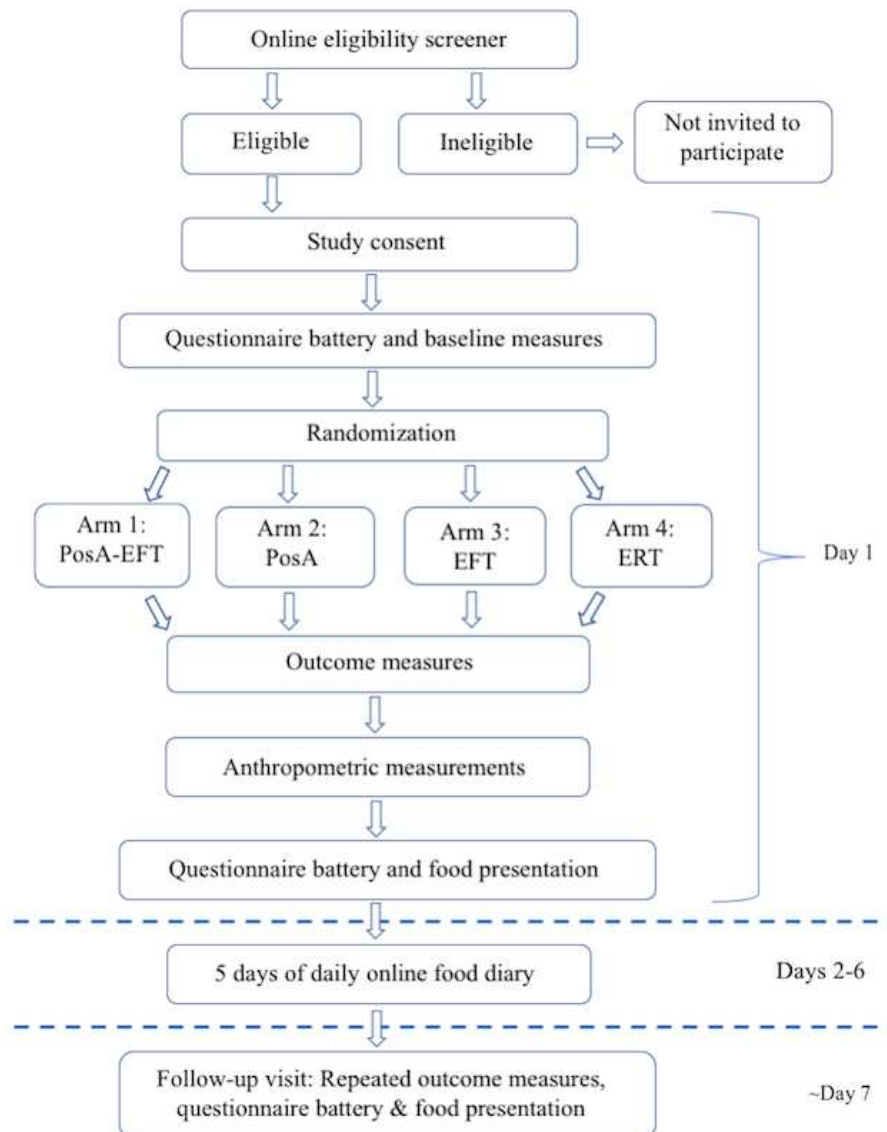 Online eligibility screener
Eligible
Ineligible
Not invited to
participate
Study consent
Questionnaire battery and baseline measures
Randomization
Arm 1:
PosA-EFT
Arm 2:
PosA
Arm 3:
EFT
Arm 4:
ERT
Day 1
Outcome measures
Anthropometric measurements
Questionnaire battery and food presentation
5 days of daily online food diary
Days 2-6
Follow-up visit: Repeated outcome measures,
questionnaire battery & food presentation
~Day 7